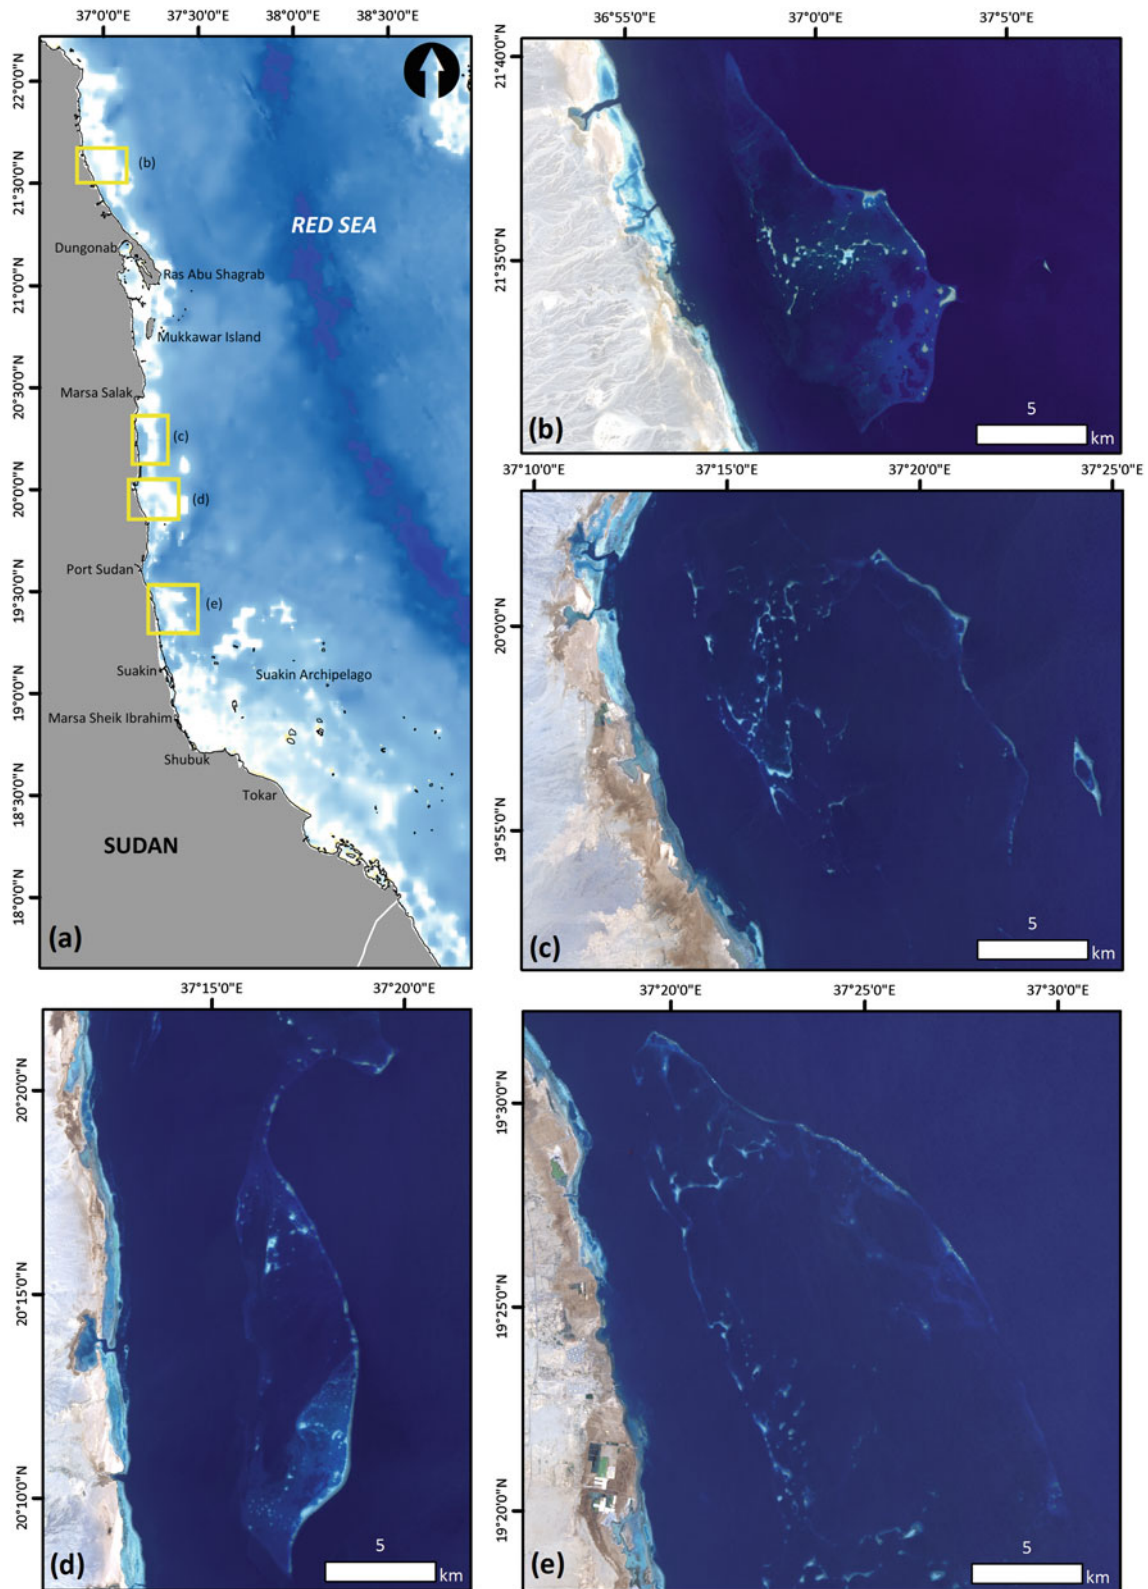 37°0'0"E 37°30'0"E 38°0'0"E 38°30'0"E
22°0'0"N
21°30'0"N
21°0'0"N
20°30'0"N
20°0'0"N
19°30'0"N
19°0'0"N
18°30'0"N
18°0'0"N
(b)
RED SEA
Dungonab
Ras Abu Shagrab
Mukkawar Island
Marsa Salak
(c)
(d)
Port Sudan
(e)
Suakin
Suakin Archipelago
Marsa Sheik Ibrahim
Shubuk
Tokar
SUDAN
(a)
36°55'0"E 37°0'0"E 37°5'0"E
21°40'0"N
21°35'0"N
5
km
(b)
37°10'0"E 37°15'0"E 37°20'0"E 37°25'0"E
20°0'0"N
19°55'0"N
5
km
(c)
37°15'0"E 37°20'0"E
20°20'0"N
20°15'0"N
20°10'0"N
5
km
(d)
37°20'0"E 37°25'0"E 37°30'0"E
19°30'0"N
19°25'0"N
19°20'0"N
5
km
(e)